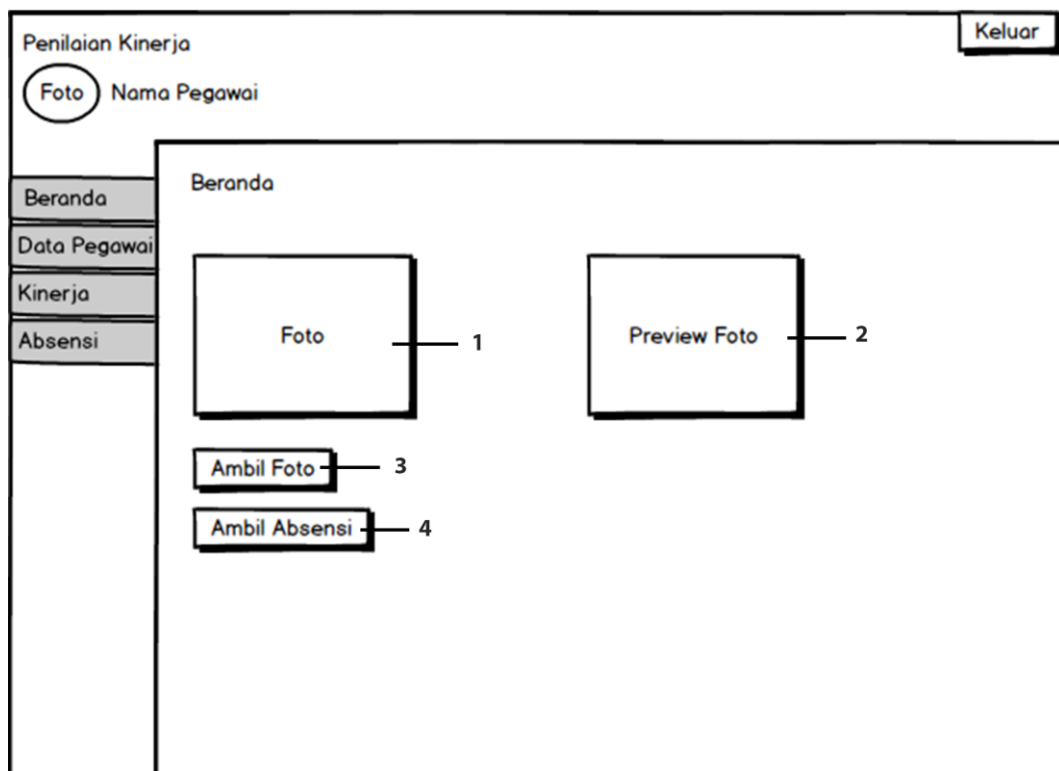 Penilaian Kinerja
Keluar
Foto
Nama Pegawai
Beranda
Data Pegawai
Kinerja
Absensi
Beranda
Foto
1
Preview Foto
2
Ambil Foto
3
Ambil Absensi
4